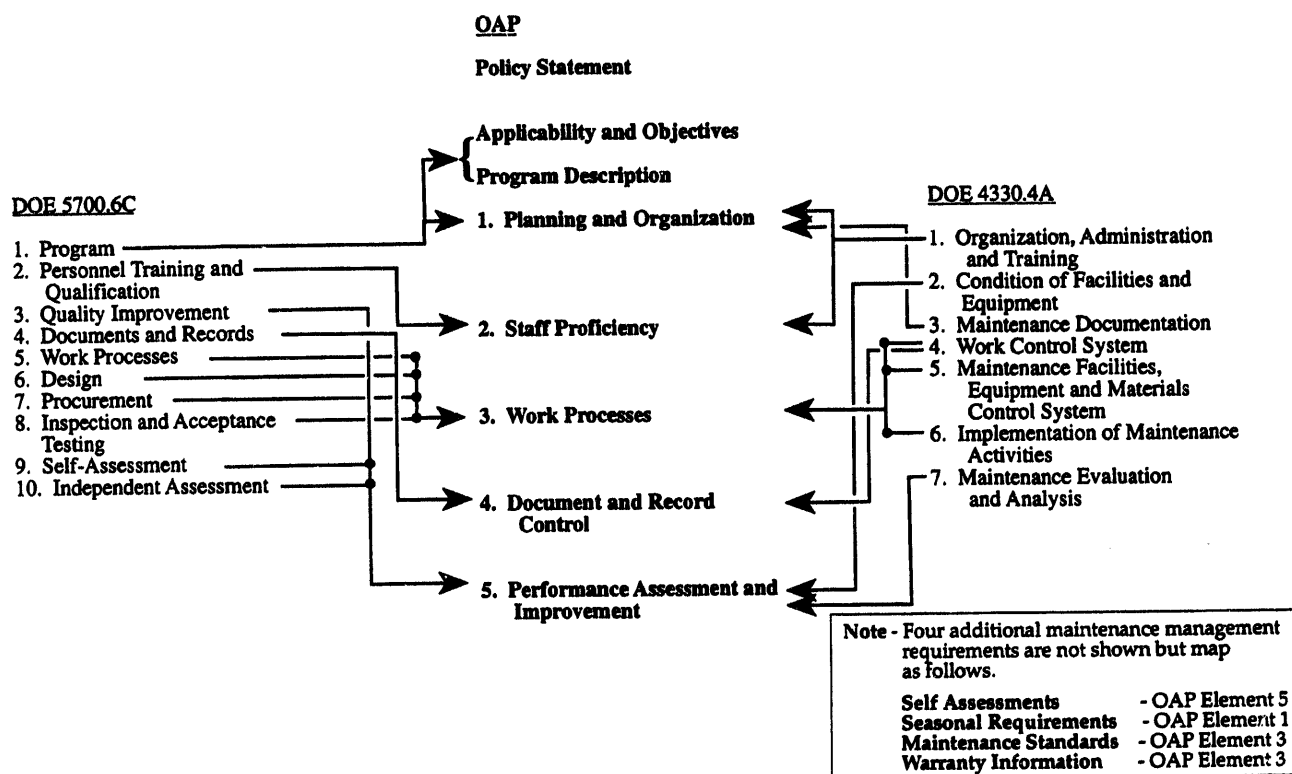 OAP
Policy Statement
Applicability and Objectives
Program Description
DOE 5700.6C
1. Program
2. Personnel Training and
Qualification
3. Quality Improvement
4. Documents and Records
5. Work Processes
6. Design
7. Procurement
8. Inspection and Acceptance
Testing
9. Self-Assessment
10. Independent Assessment
1. Planning and Organization
2. Staff Proficiency
3. Work Processes
4. Document and Record
Control
5. Performance Assessment and
Improvement
DOE 4330.4A
1. Organization, Administration
and Training
2. Condition of Facilities and
Equipment
3. Maintenance Documentation
4. Work Control System
5. Maintenance Facilities,
Equipment and Materials
Control System
6. Implementation of Maintenance
Activities
7. Maintenance Evaluation
and Analysis
Note - Four additional maintenance management
requirements are not shown but map
as follows.
Self Assessments - OAP Element 5
Seasonal Requirements - OAP Element 1
Maintenance Standards - OAP Element 3
Warranty Information - OAP Element 3